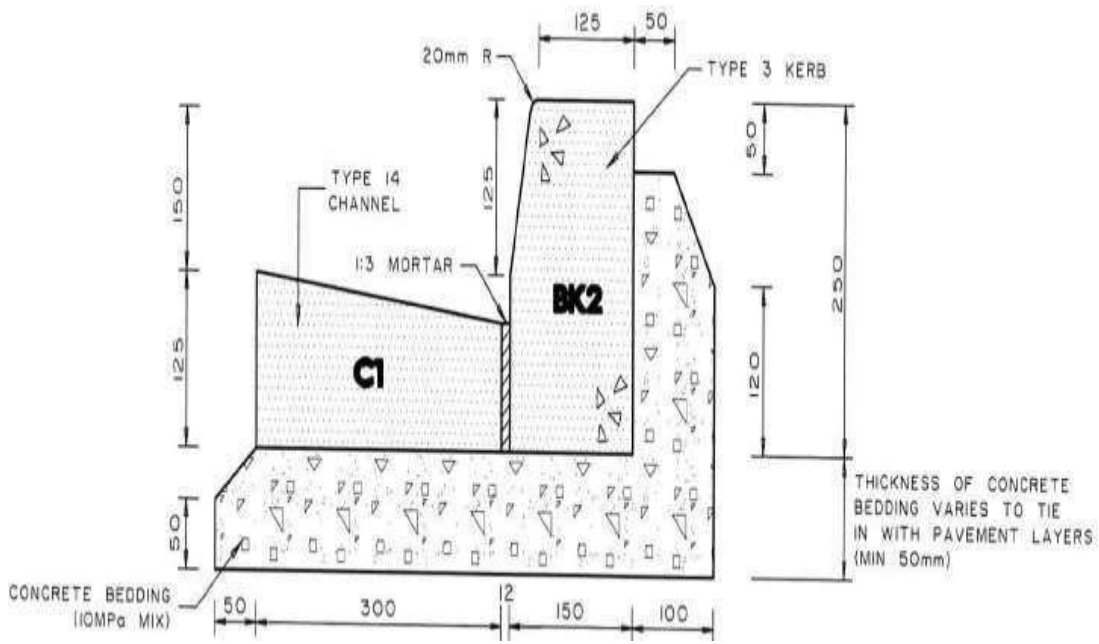 125
50
20mm R
TYPE 3 KERB
150
125
50
TYPE 14
CHANNEL
1:3 MORTAR
BK2
250
125
C1
120
THICKNESS OF CONCRETE
BEDDING VARIES TO TIE
IN WITH PAVEMENT LAYERS
(MIN 50mm)
50
CONCRETE BEDDING
(10MPa MIX)
50
300
12
150
100